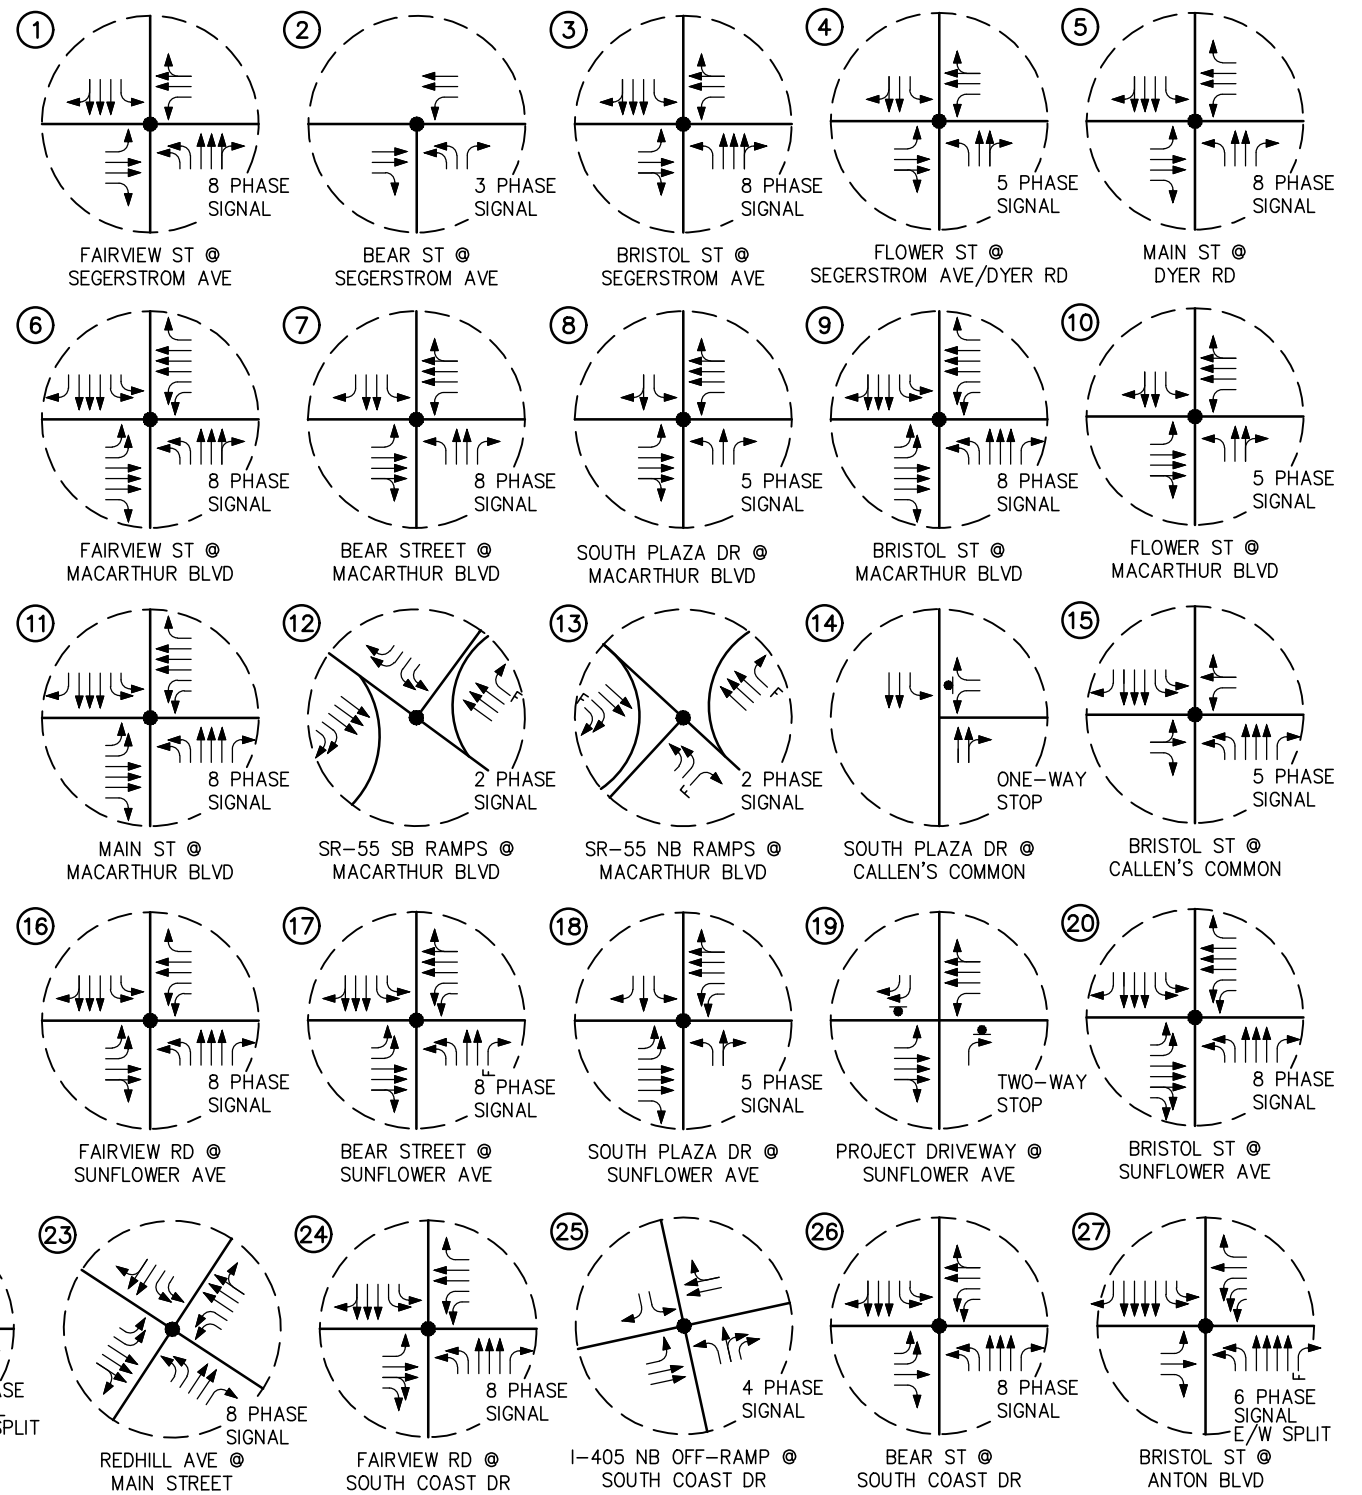 1
8 PHASE
SIGNAL
FAIRVIEW ST @
SEGERSTROM AVE
2
3 PHASE
SIGNAL
BEAR ST @
SEGERSTROM AVE
3
8 PHASE
SIGNAL
BRISTOL ST @
SEGERSTROM AVE
4
5 PHASE
SIGNAL
FLOWER ST @
SEGERSTROM AVE/DYER RD
5
8 PHASE
SIGNAL
MAIN ST @
DYER RD
6
8 PHASE
SIGNAL
FAIRVIEW ST @
MACARTHUR BLVD
7
8 PHASE
SIGNAL
BEAR STREET @
MACARTHUR BLVD
8
5 PHASE
SIGNAL
SOUTH PLAZA DR @
MACARTHUR BLVD
9
8 PHASE
SIGNAL
BRISTOL ST @
MACARTHUR BLVD
10
5 PHASE
SIGNAL
FLOWER ST @
MACARTHUR BLVD
11
8 PHASE
SIGNAL
MAIN ST @
MACARTHUR BLVD
12
F
2 PHASE
SIGNAL
SR-55 SB RAMPS @
MACARTHUR BLVD
13
F
F
F
2 PHASE
SIGNAL
SR-55 NB RAMPS @
MACARTHUR BLVD
14
ONE-WAY
STOP
SOUTH PLAZA DR @
CALLEN'S COMMON
15
5 PHASE
SIGNAL
BRISTOL ST @
CALLEN'S COMMON
16
8 PHASE
SIGNAL
FAIRVIEW RD @
SUNFLOWER AVE
17
F
8 PHASE
SIGNAL
BEAR STREET @
SUNFLOWER AVE
18
5 PHASE
SIGNAL
SOUTH PLAZA DR @
SUNFLOWER AVE
19
TWO-WAY
STOP
PROJECT DRIVEWAY @
SUNFLOWER AVE
20
8 PHASE
SIGNAL
BRISTOL ST @
SUNFLOWER AVE
ASE
SPLIT
23
8 PHASE
SIGNAL
REDHILL AVE @
MAIN STREET
24
8 PHASE
SIGNAL
FAIRVIEW RD @
SOUTH COAST DR
25
4 PHASE
SIGNAL
I-405 NB OFF-RAMP @
SOUTH COAST DR
26
8 PHASE
SIGNAL
BEAR ST @
SOUTH COAST DR
27
F
6 PHASE
SIGNAL
E/W SPLIT
BRISTOL ST @
ANTON BLVD